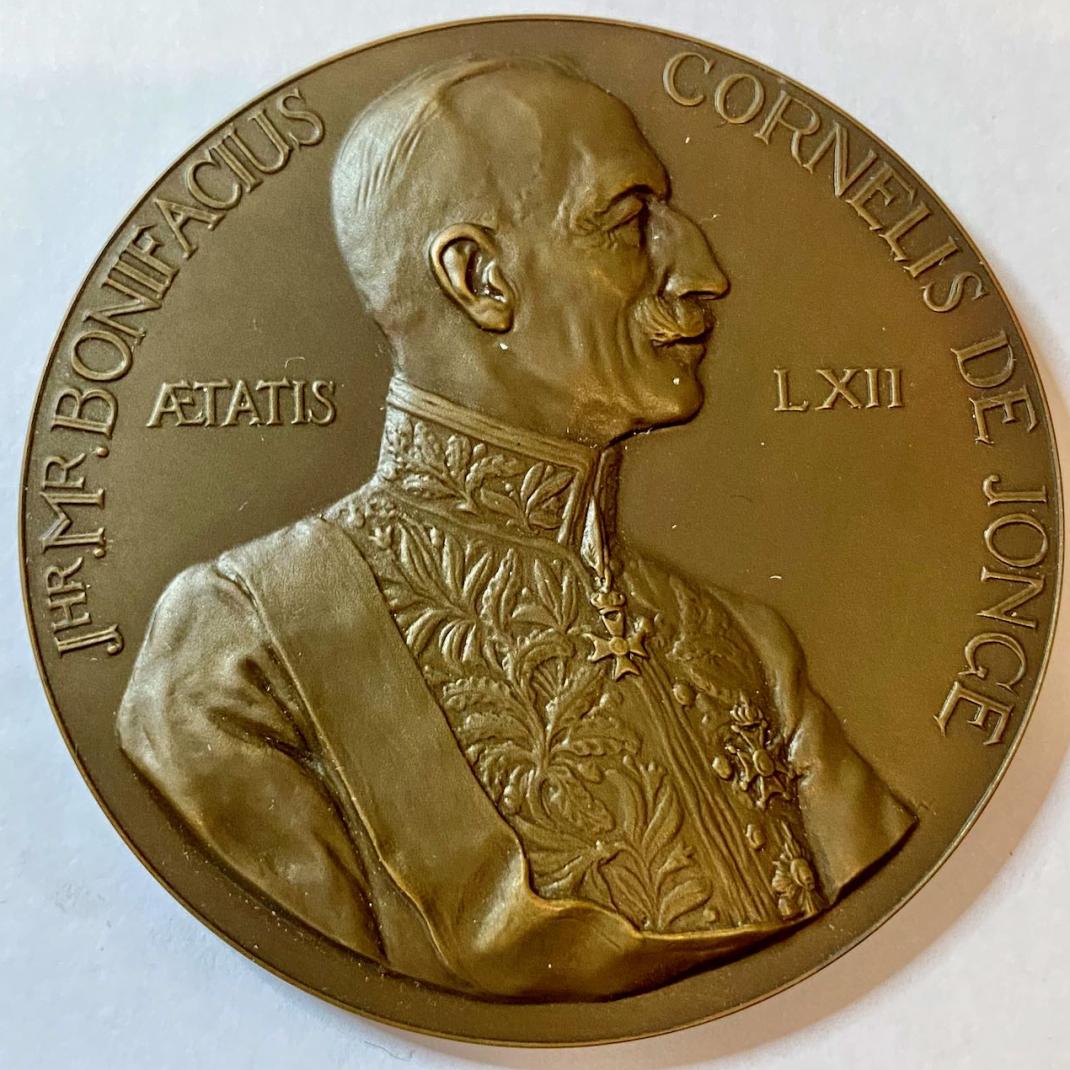 JHR MR. BONIFACIUS CORNELIS DE JONGE
ÆTATIS LXII